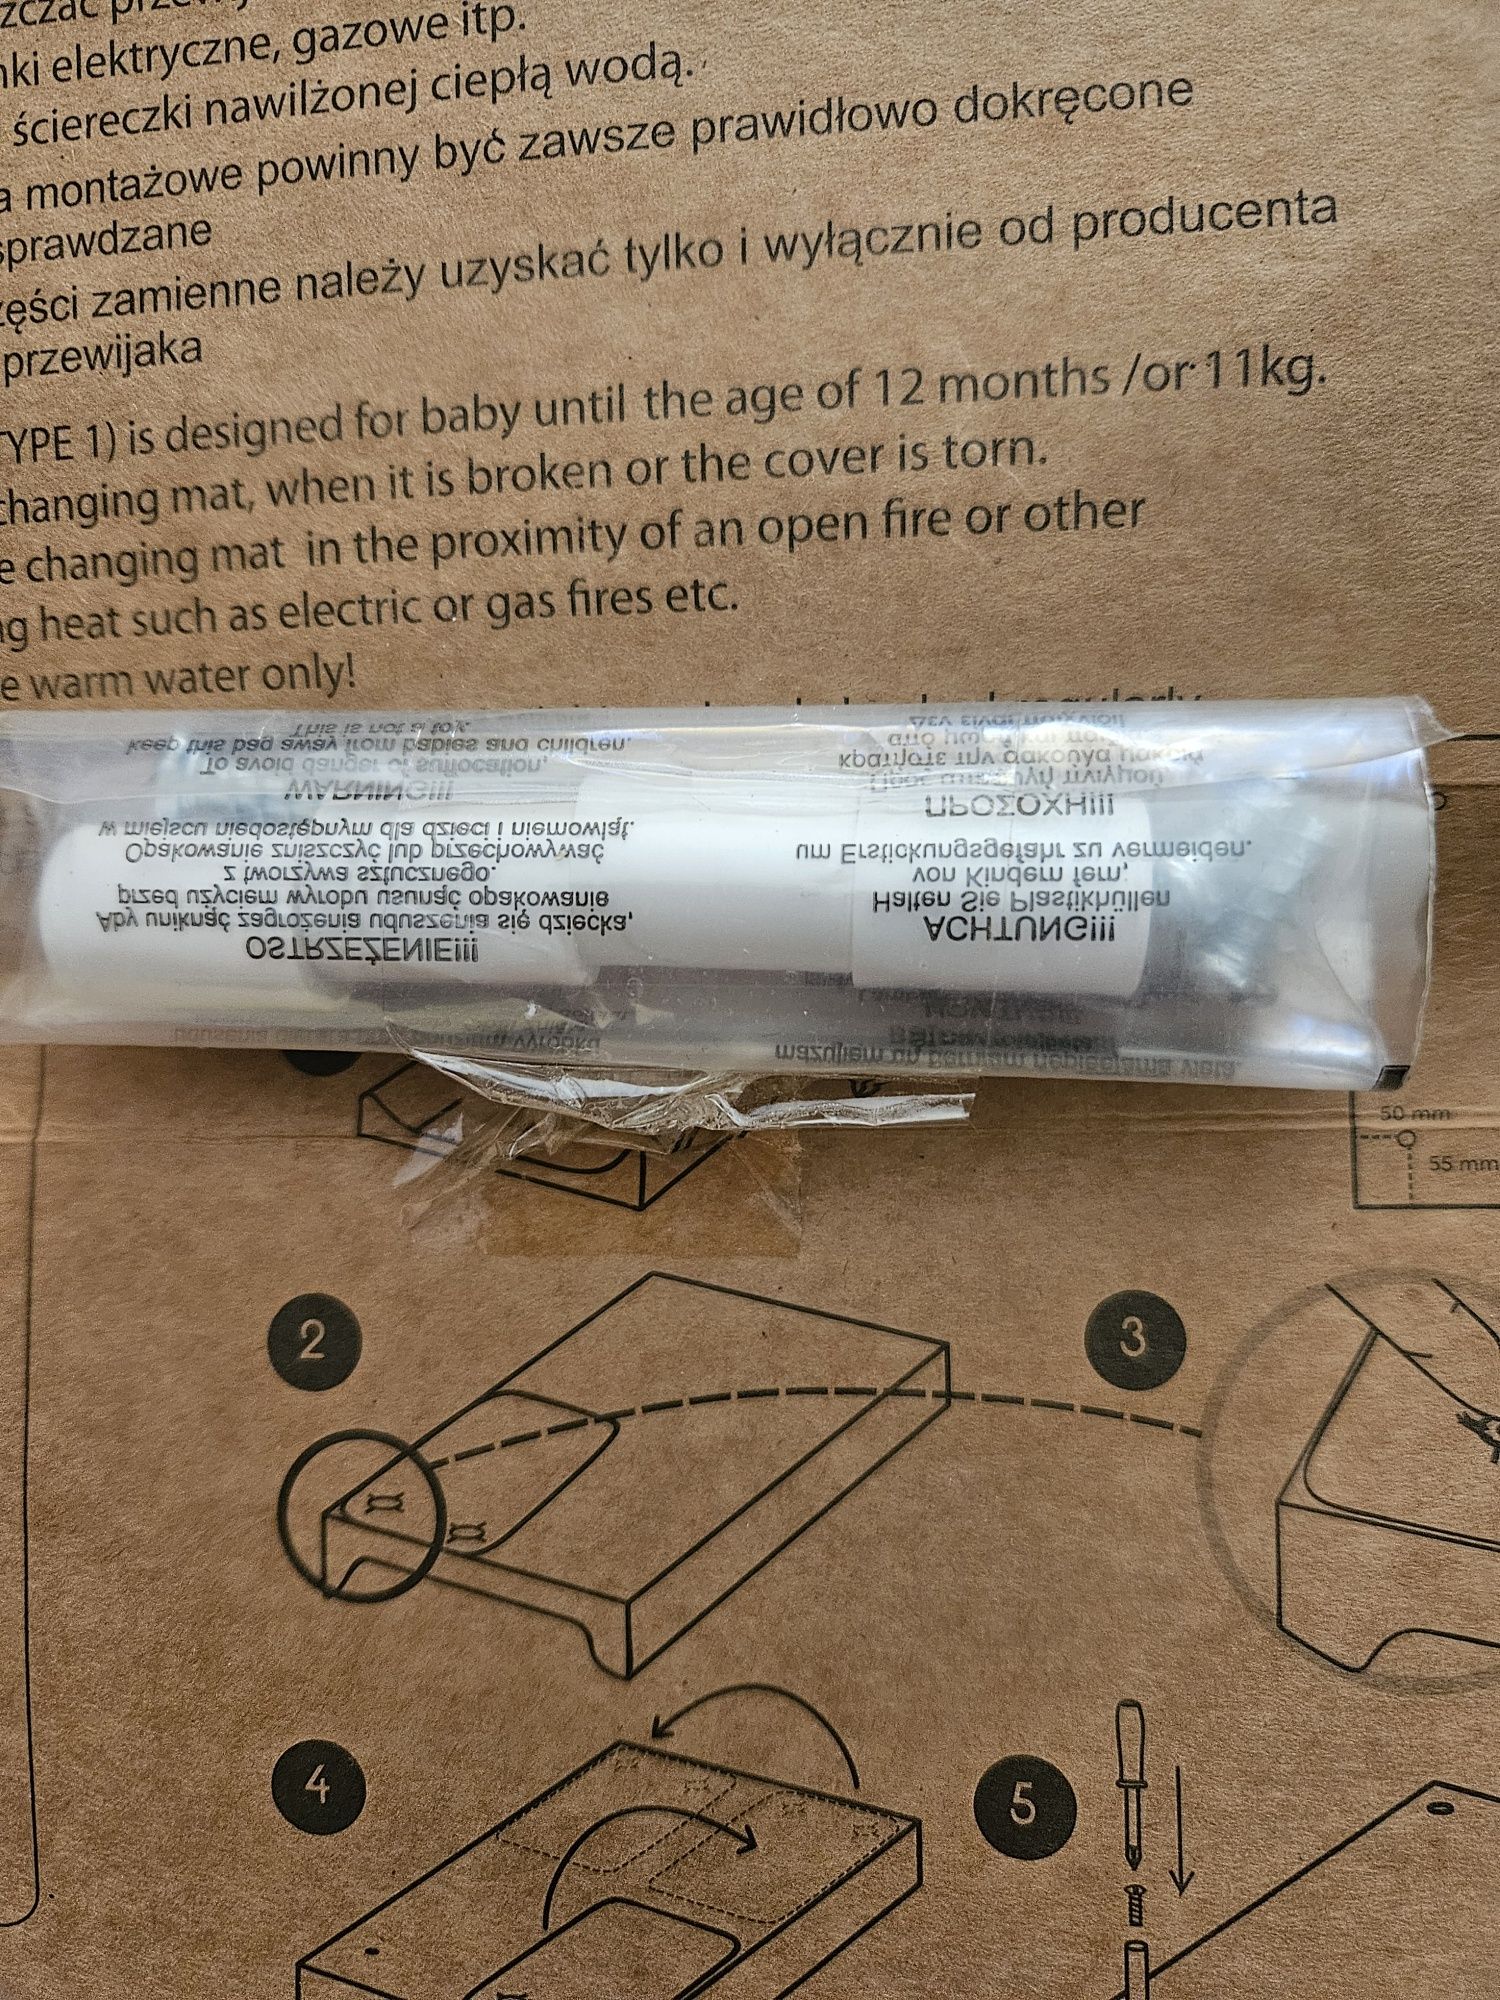 nki elektryczne, gazowe itp.
ściereczki nawilżonej ciepłą wodą.
a montażowe powinny być zawsze prawidłowo dokręcone
sprawdzane
zęści zamienne należy uzyskać tylko i wyłącznie od producenta
przewijaka
TYPE 1) is designed for baby until the age of 12 months /or 11kg.
changing mat, when it is broken or the cover is torn.
e changing mat in the proximity of an open fire or other
ng heat such as electric or gas fires etc.
e warm water only!
regularly
This is not a toy.
keep this bag away from babies and children.
To avoid danger of suffocation,
WARNING!!!
w miejscu niedostępnym dla dzieci i niemowląt.
Opakowanie zniszczyć lub przechowywać
z tworzywa sztucznego.
przed użyciem wyrobu usunąć opakowanie
Aby uniknąć zagrożenia uduszenia się dziecka,
OSTRZEŻENIE!!!
ΠΡΟΣΟΧΗ!!!
um Erstickungsgefahr zu vermeiden.
von Kindern fern,
Halten Sie Plastikhüllen
ACHTUNG!!!
50 mm
55 mm
2
3
4
5